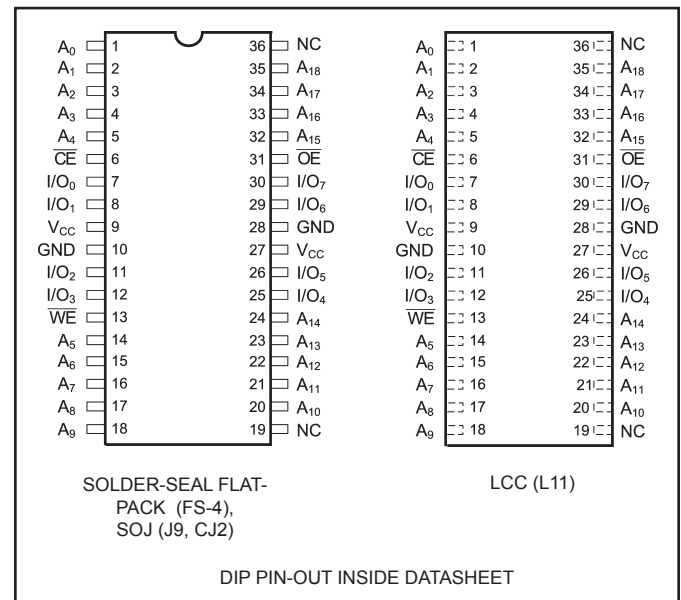 A0 1 36 NC
A1 2 35 A18
A2 3 34 A17
A3 4 33 A16
A4 5 32 A15
C̅E̅ 6 31 O̅E̅
I/O0 7 30 I/O7
I/O1 8 29 I/O6
VCC 9 28 GND
GND 10 27 VCC
I/O2 11 26 I/O5
I/O3 12 25 I/O4
W̅E̅ 13 24 A14
A5 14 23 A13
A6 15 22 A12
A7 16 21 A11
A8 17 20 A10
A9 18 19 NC
SOLDER-SEAL FLAT-
PACK (FS-4),
SOJ (J9, CJ2)
A0 1 36 NC
A1 2 35 A18
A2 3 34 A17
A3 4 33 A16
A4 5 32 A15
C̅E̅ 6 31 O̅E̅
I/O0 7 30 I/O7
I/O1 8 29 I/O6
VCC 9 28 GND
GND 10 27 VCC
I/O2 11 26 I/O5
I/O3 12 25 I/O4
W̅E̅ 13 24 A14
A5 14 23 A13
A6 15 22 A12
A7 16 21 A11
A8 17 20 A10
A9 18 19 NC
LCC (L11)
DIP PIN-OUT INSIDE DATASHEET